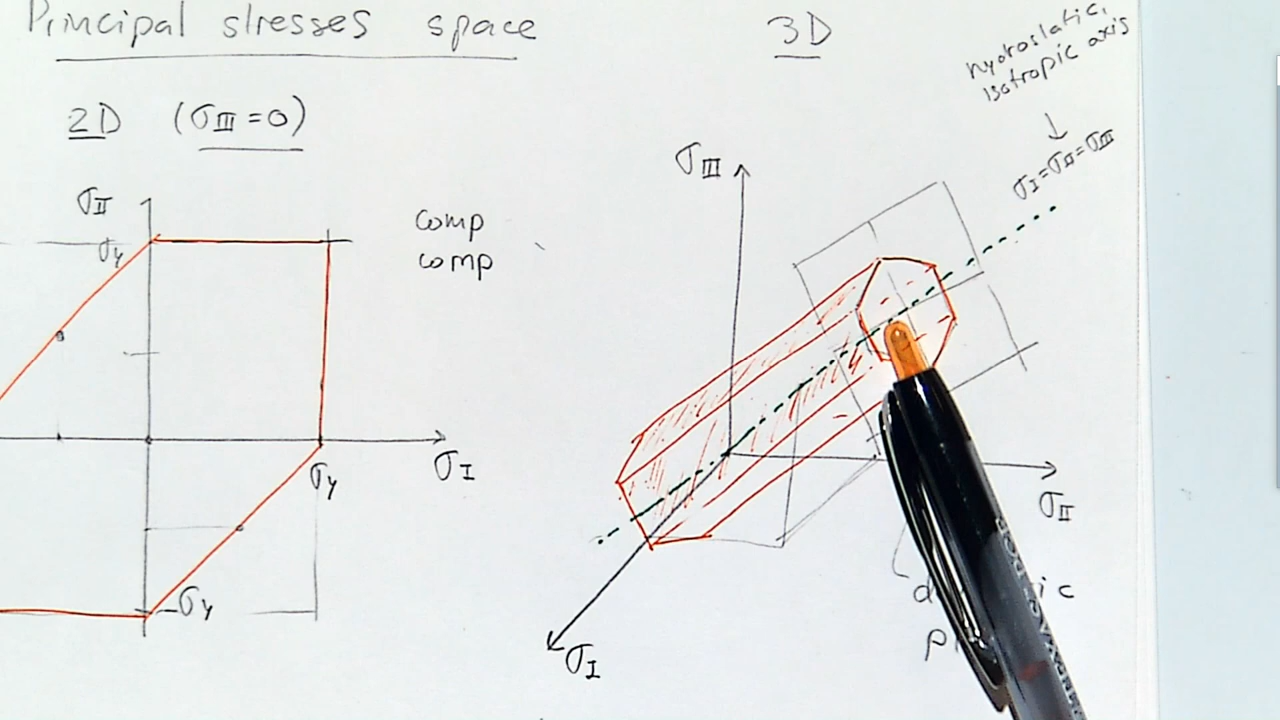 Principal stresses space
3D
hydrostatic,
isotropic axis
2D (σIII=0)
σI=σII=σIII
σIII
σII
σy
comp
comp
σI
σy
σII
-σy
σI